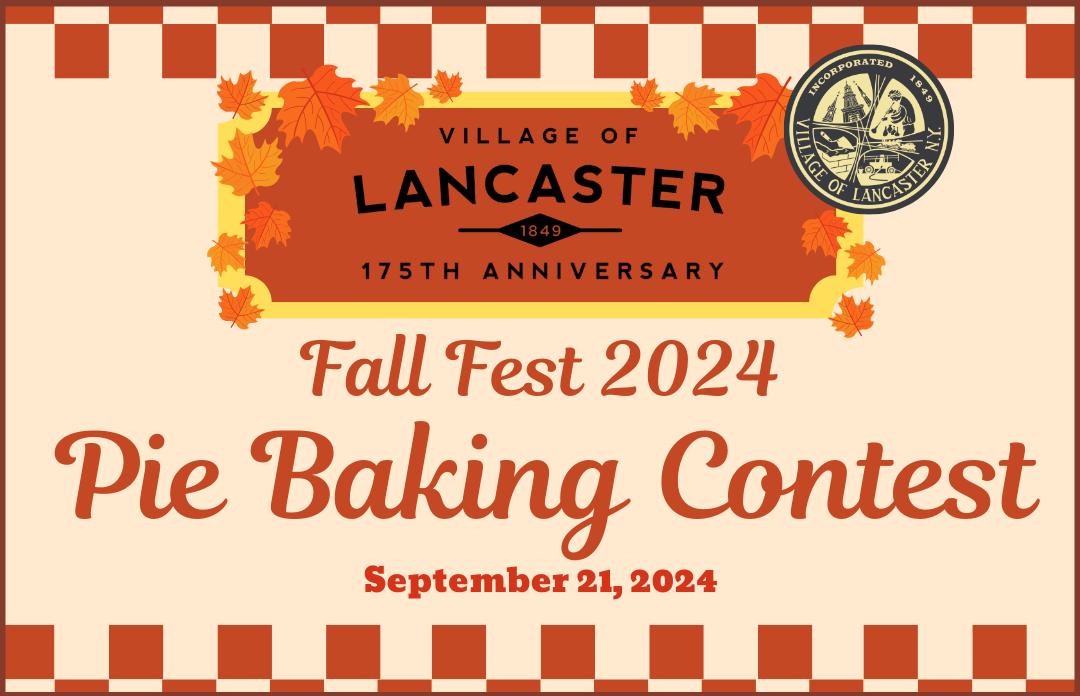 VILLAGE OF
LANCASTER
1849
175TH ANNIVERSARY
INCORPORATED 1849
VILLAGE OF LANCASTER N.Y.
Fall Fest 2024
Pie Baking Contest
September 21, 2024